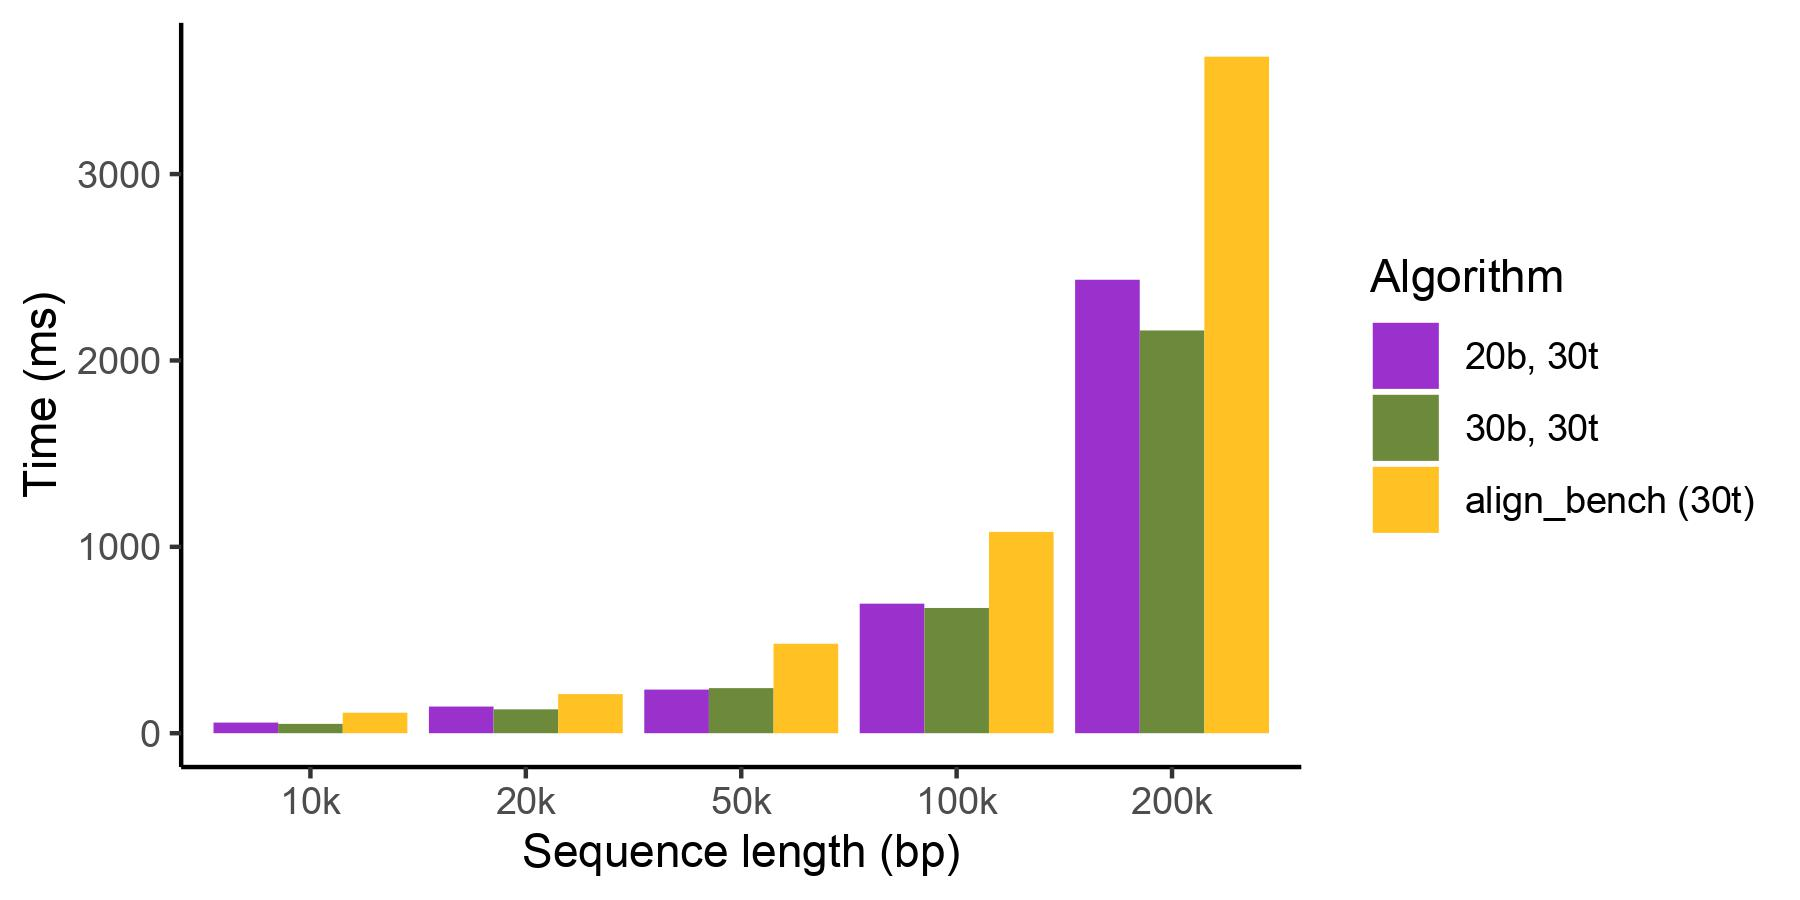 3000
2000
1000
0
Time (ms)
10k 20k 50k 100k 200k
Sequence length (bp)
Algorithm
20b, 30t
30b, 30t
align_bench (30t)